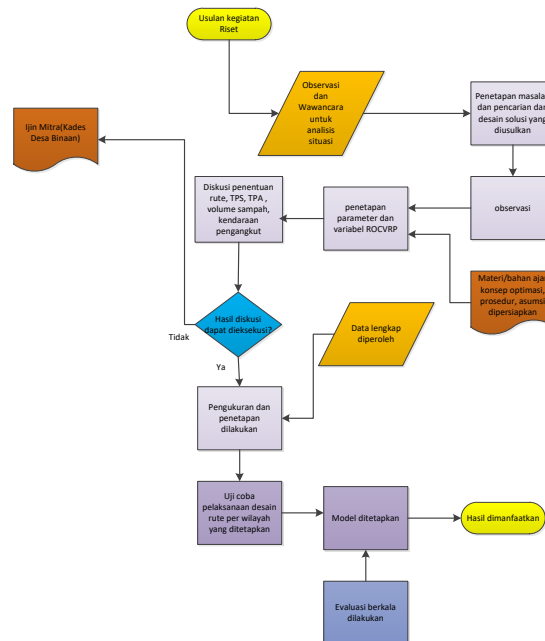 Usulan kegiatan
Riset
Observasi
dan
Wawancara
untuk
analisis
situasi
Penetapan masala
dan pencarian dan
desain solusi yang
diusulkan
Ijin Mitra(Kades
Desa Binaan)
Diskusi penentuan
rute, TPS, TPA ,
volume sampah,
kendaraan
pengangkut
penetapan
parameter dan
variabel ROCVRP
observasi
Materi/bahan ajar
konsep optimasi,
prosedur, asumsi
dipersiapkan
Hasil diskusi
dapat dieksekusi?
Tidak
Ya
Data lengkap
diperoleh
Pengukuran dan
penetapan
dilakukan
Uji coba
pelaksanaan desain
rute per wilayah
yang ditetapkan
Model ditetapkan
Hasil dimanfaatkan
Evaluasi berkala
dilakukan